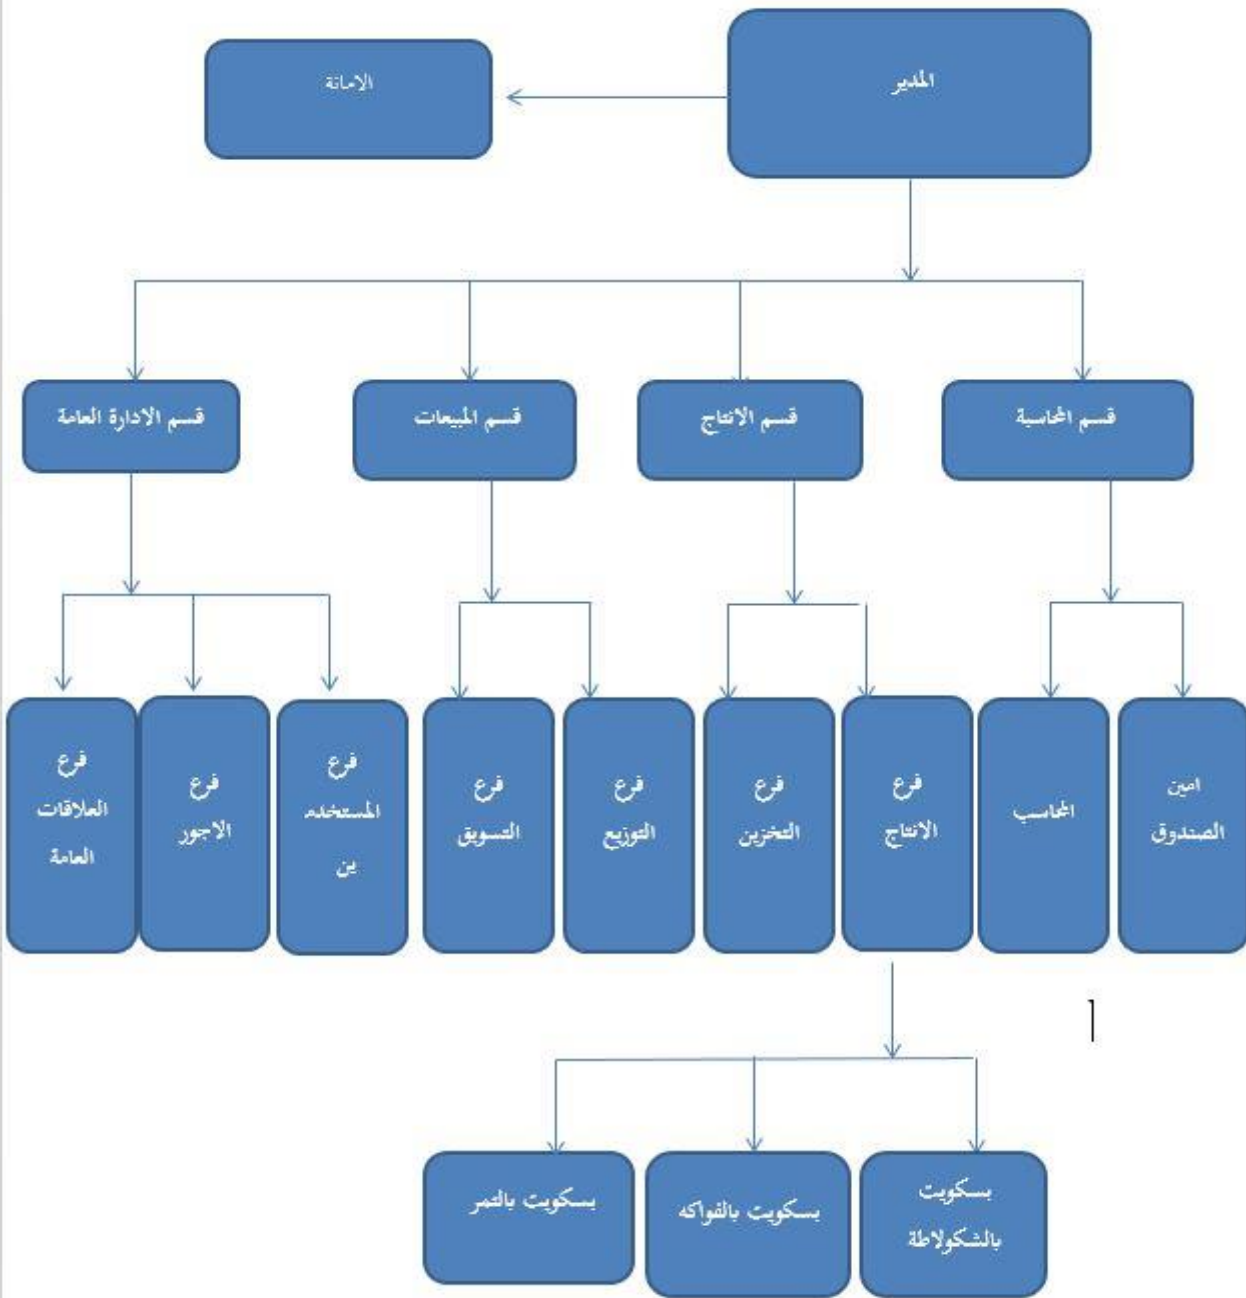 المدير
الامانة
قسم المحاسبة
قسم الانتاج
قسم المبيعات
قسم الادارة العامة
امين
الصندوق
المحاسب
فرع
الانتاج
فرع
التخزين
فرع
التوزيع
فرع
التسويق
فرع
المستخدم
ين
فرع
الاجور
فرع
العلاقات
العامة
أ
بسكويت
بالشكولاطة
بسكويت بالفواكه
بسكويت بالتمر